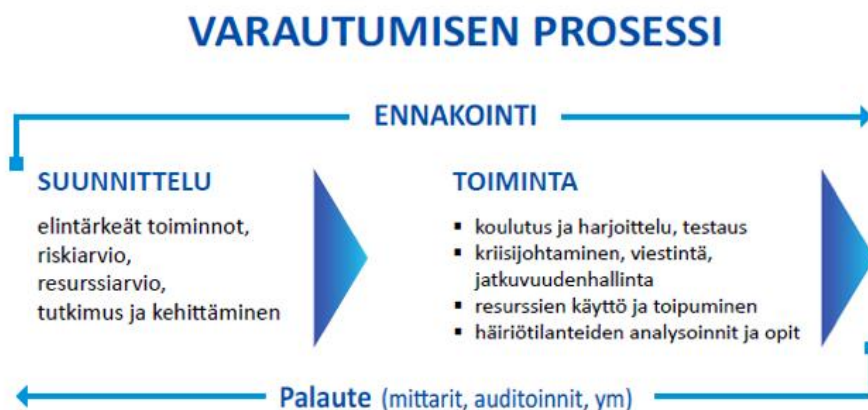 VARAUTUMISEN PROSESSI
ENNAKOINTI
SUUNNITTELU
elintärkeät toiminnot,
riskiarvio,
resurssiarvio,
tutkimus ja kehittäminen
TOIMINTA
▪ koulutus ja harjoittelu, testaus
▪ kriisijohtaminen, viestintä,
jatkuvuudenhallinta
▪ resurssien käyttö ja toipuminen
▪ häiriötilanteiden analysoinnit ja opit
Palaute (mittarit, auditoinnit, ym)